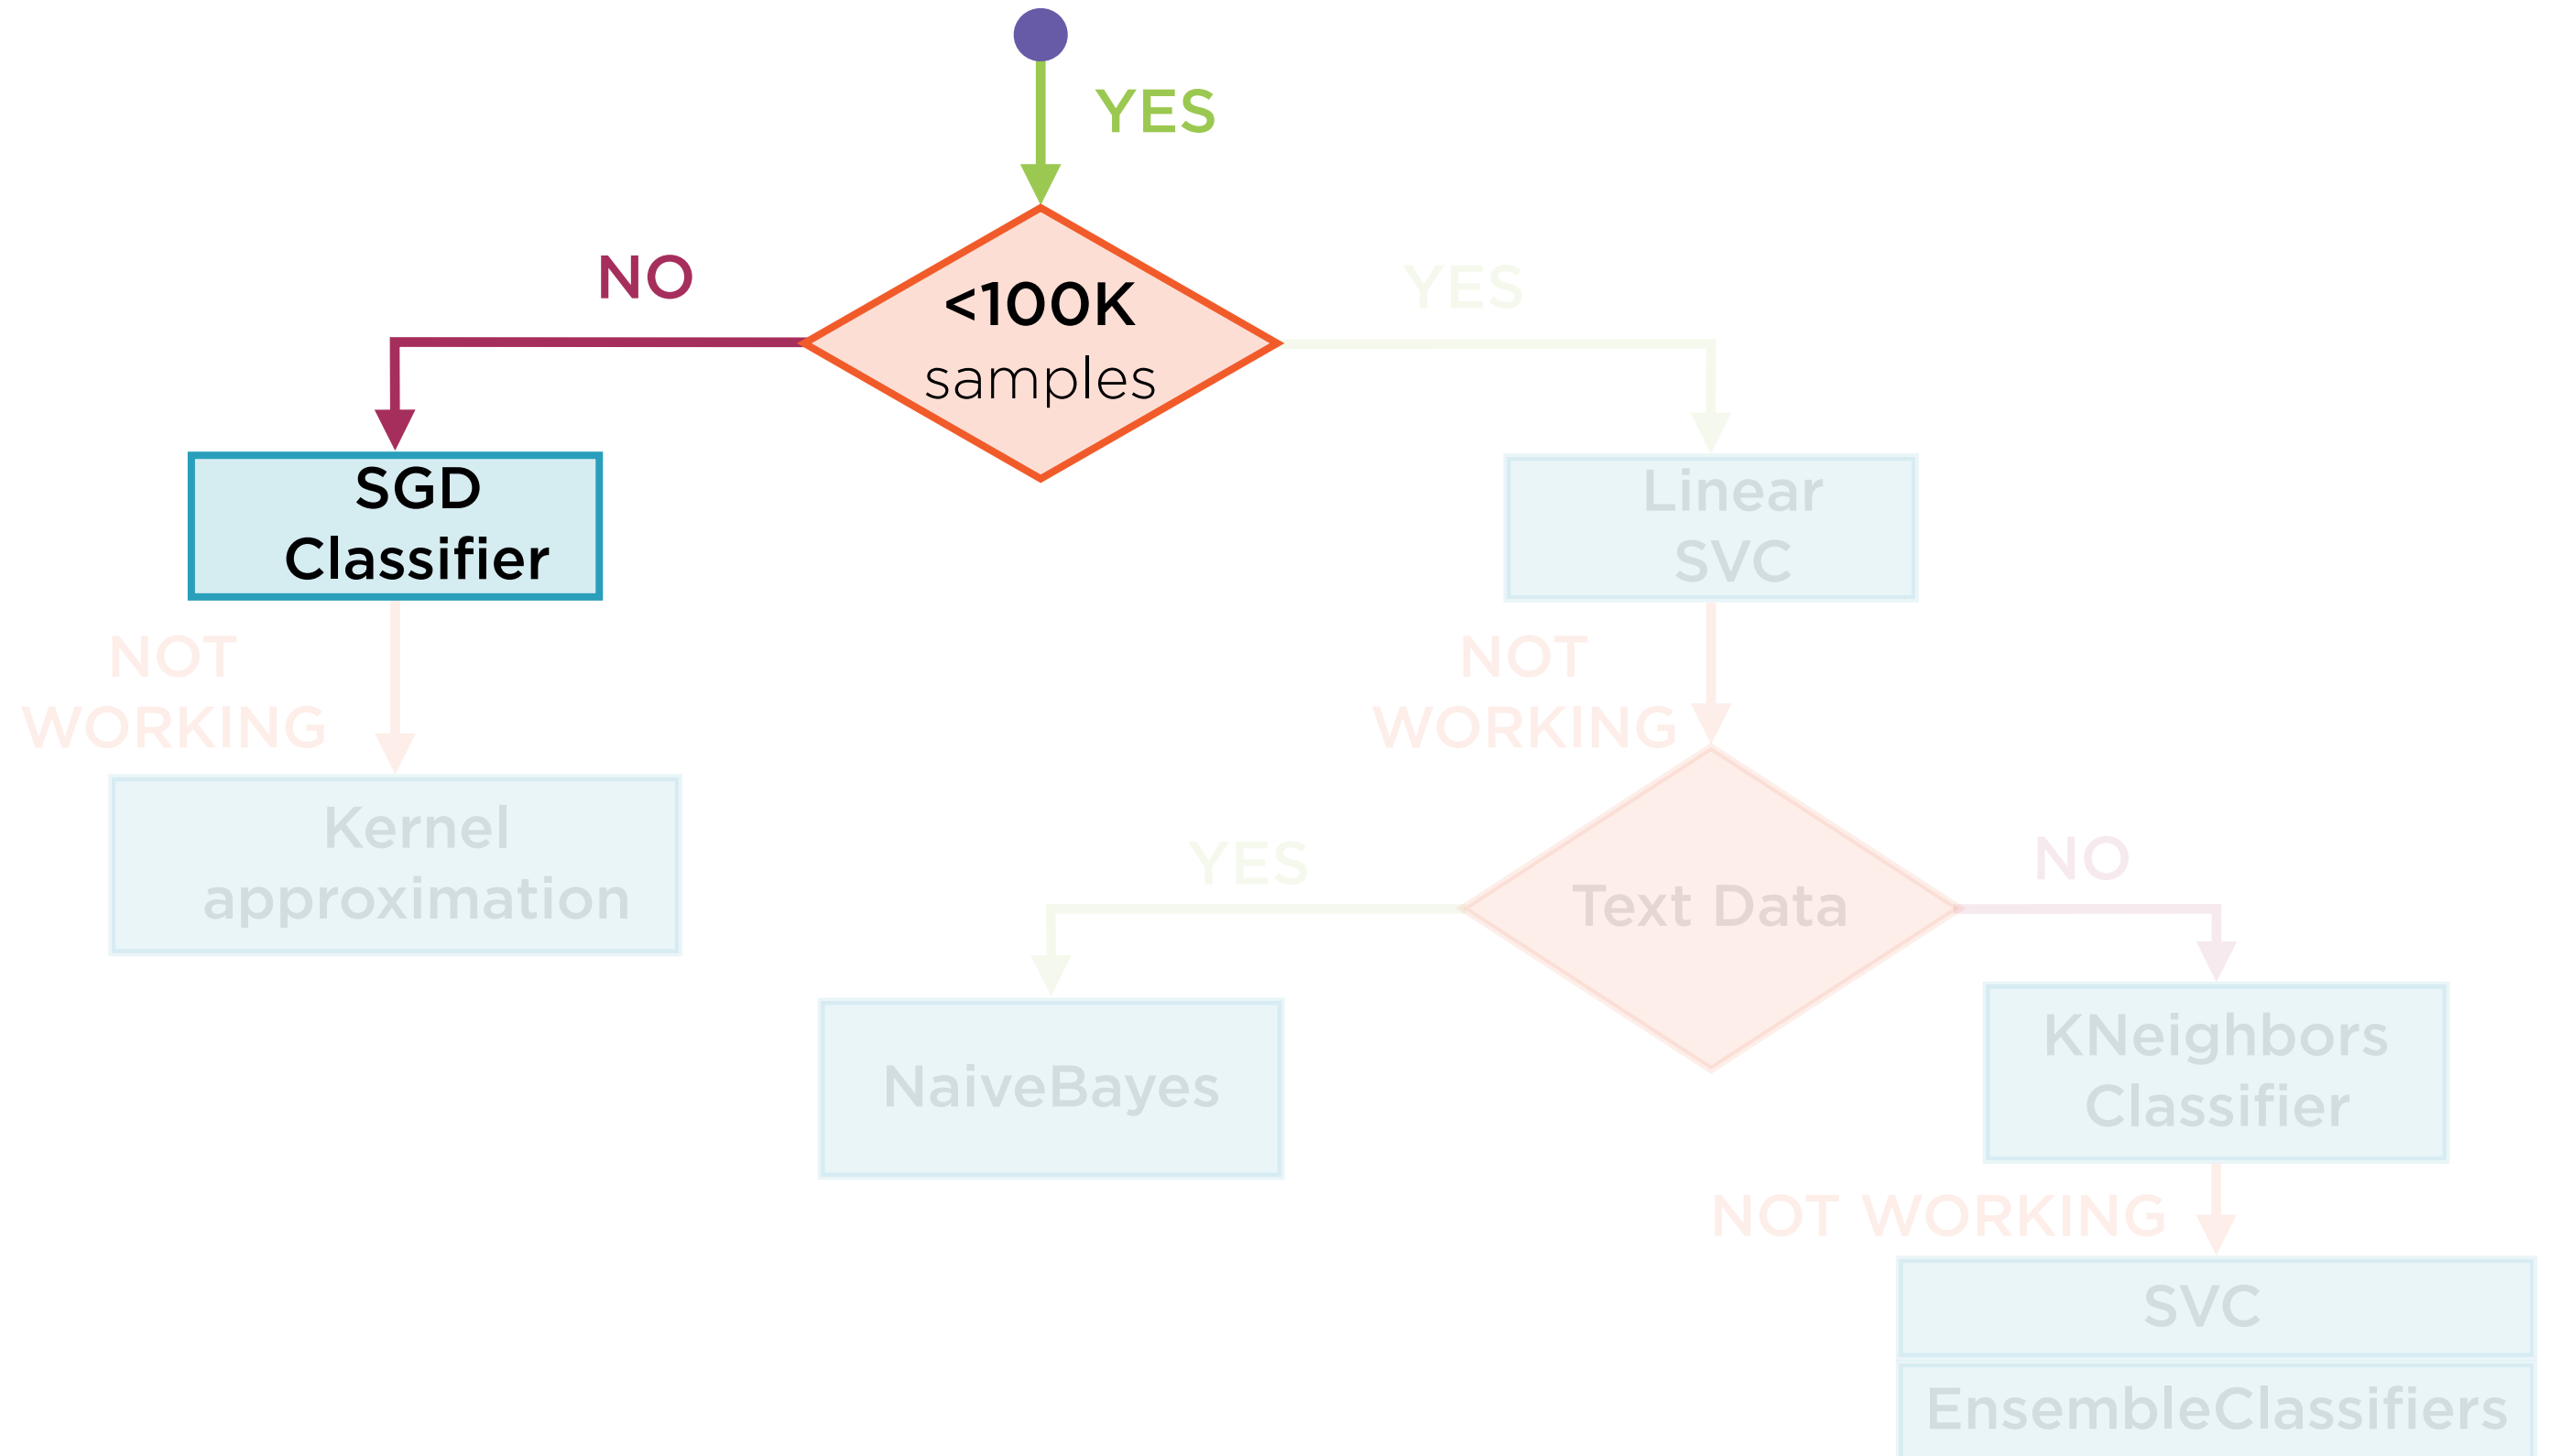 YES
NO
<100K
samples
YES
SGD
Classifier
Linear
SVC
NOT
WORKING
NOT
WORKING
Kernel
approximation
YES
Text Data
NO
NaiveBayes
KNeighbors
Classifier
NOT WORKING
SVC
EnsembleClassifiers